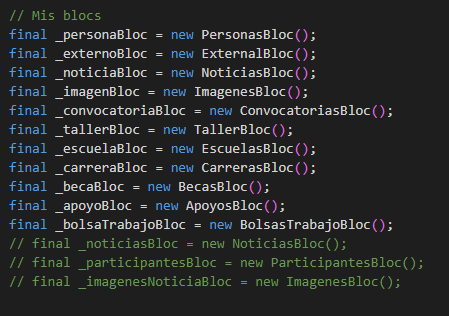 // Mis blocs
final _personaBloc = new PersonasBloc();
final _externoBloc = new ExternalBloc();
final _noticiaBloc = new NoticiasBloc();
final _imagenBloc = new ImagenesBloc();
final _convocatoriaBloc = new ConvocatoriasBloc();
final _tallerBloc = new TallerBloc();
final _escuelaBloc = new EscuelasBloc();
final _carreraBloc = new CarrerasBloc();
final _becaBloc = new BecasBloc();
final _apoyoBloc = new ApoyosBloc();
final _bolsaTrabajoBloc = new BolsasTrabajoBloc();
// final _noticiasBloc = new NoticiasBloc();
// final _participantesBloc = new ParticipantesBloc();
// final _imagenesNoticiaBloc = new ImagenesBloc();